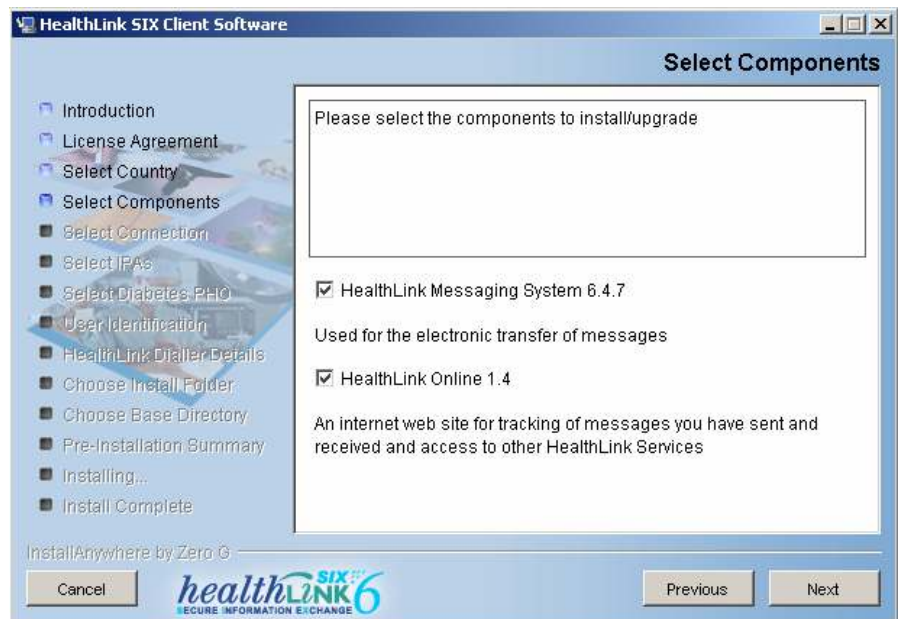 HealthLink SIX Client Software
Select Components
Introduction
License Agreement
Select Country
Select Components
Select Connection
Select IPAs
Select Diabetes PHO
User Identification
HealthLink Dialler Details
Choose Install Folder
Choose Base Directory
Pre-Installation Summary
Installing...
Install Complete
Please select the components to install/upgrade
HealthLink Messaging System 6.4.7
Used for the electronic transfer of messages
HealthLink Online 1.4
An internet web site for tracking of messages you have sent and
received and access to other HealthLink Services
InstallAnywhere by Zero G
Cancel
healthLINK SIX 6
SECURE INFORMATION EXCHANGE
Previous
Next